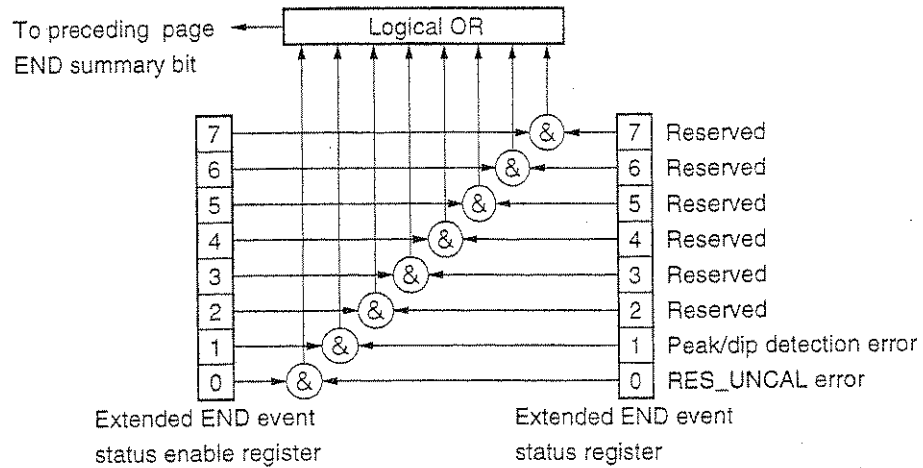 To preceding page
END summary bit
Logical OR
7 & 7 Reserved
6 & 6 Reserved
5 & 5 Reserved
4 & 4 Reserved
3 & 3 Reserved
2 & 2 Reserved
1 & 1 Peak/dip detection error
0 & 0 RES_UNCAL error
Extended END event
status enable register
Extended END event
status register